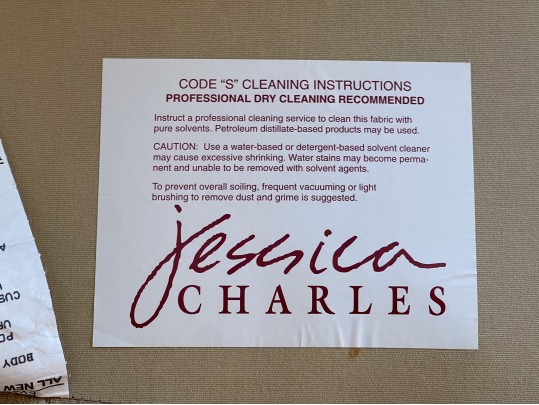 CODE "S" CLEANING INSTRUCTIONS
PROFESSIONAL DRY CLEANING RECOMMENDED
Instruct a professional cleaning service to clean this fabric with
pure solvents. Petroleum distillate-based products may be used.
CAUTION: Use a water-based or detergent-based solvent cleaner
may cause excessive shrinking. Water stains may become perma-
nent and unable to be removed with solvent agents.
To prevent overall soiling, frequent vacuuming or light
brushing to remove dust and grime is suggested.
Jessica
CHARLES
BODY
ALL NEW